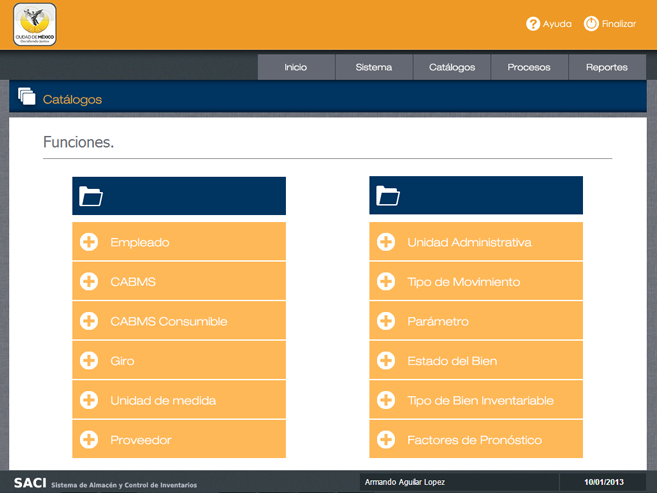 CIUDAD DE MÉXICO
Ayuda
Finalizar
Inicio
Sistema
Catálogos
Procesos
Reportes
Catálogos
Funciones.
Empleado
CABMS
CABMS Consumible
Giro
Unidad de medida
Proveedor
Unidad Administrativa
Tipo de Movimiento
Parámetro
Estado del Bien
Tipo de Bien Inventariable
Factores de Pronóstico
SACI Sistema de Almacén y Control de Inventarios
Armando Aguilar Lopez
10/01/2013